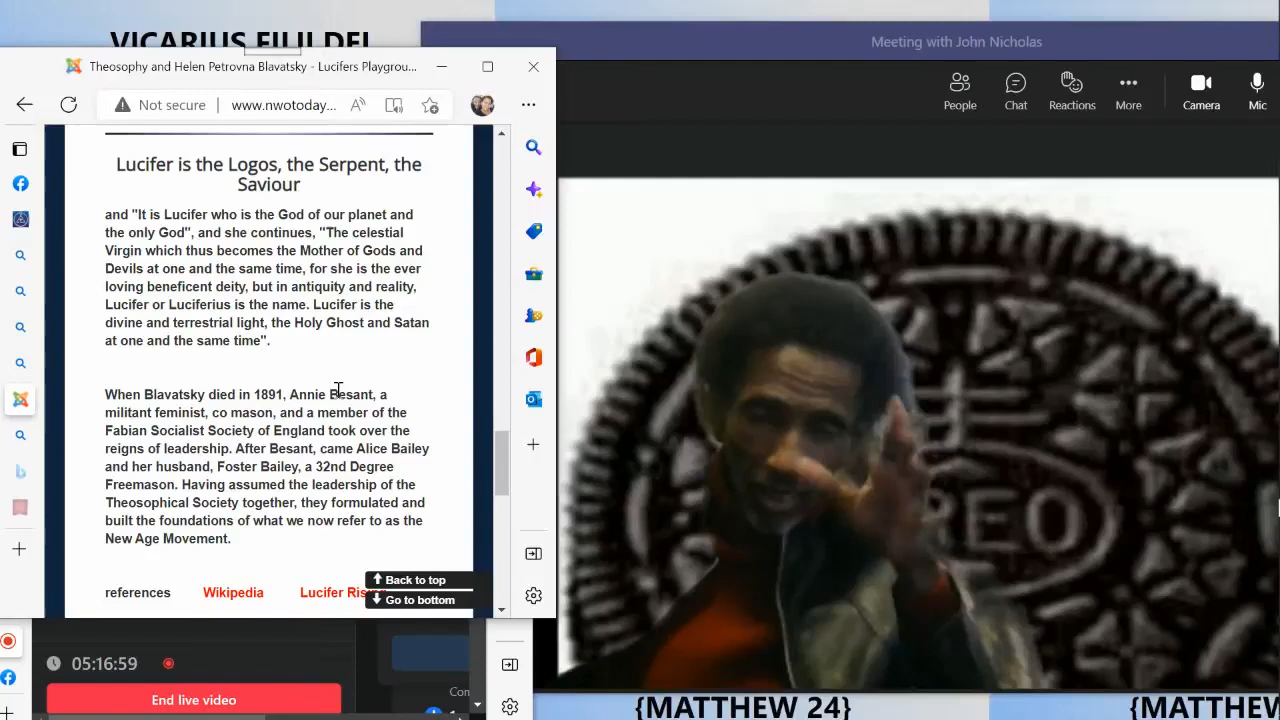 VICARIUS FILII DEI
Meeting with John Nicholas
Theosophy and Helen Petrovna Blavatsky - Lucifers Playgrou...
Not secure
www.nwotoday...
People
Chat
Reactions
More
Camera
Mic
Lucifer is the Logos, the Serpent, the
Saviour
and "It is Lucifer who is the God of our planet and
the only God", and she continues, "The celestial
Virgin which thus becomes the Mother of Gods and
Devils at one and the same time, for she is the ever
loving beneficent deity, but in antiquity and reality,
Lucifer or Luciferius is the name. Lucifer is the
divine and terrestrial light, the Holy Ghost and Satan
at one and the same time".
When Blavatsky died in 1891, Annie Besant, a
militant feminist, co mason, and a member of the
Fabian Socialist Society of England took over the
reigns of leadership. After Besant, came Alice Bailey
and her husband, Foster Bailey, a 32nd Degree
Freemason. Having assumed the leadership of the
Theosophical Society together, they formulated and
built the foundations of what we now refer to as the
New Age Movement.
Back to top
references
Wikipedia
Lucifer Rising
Go to bottom
REO
05:16:59
End live video
Con
{MATTHEW 24}
{MATTHEW